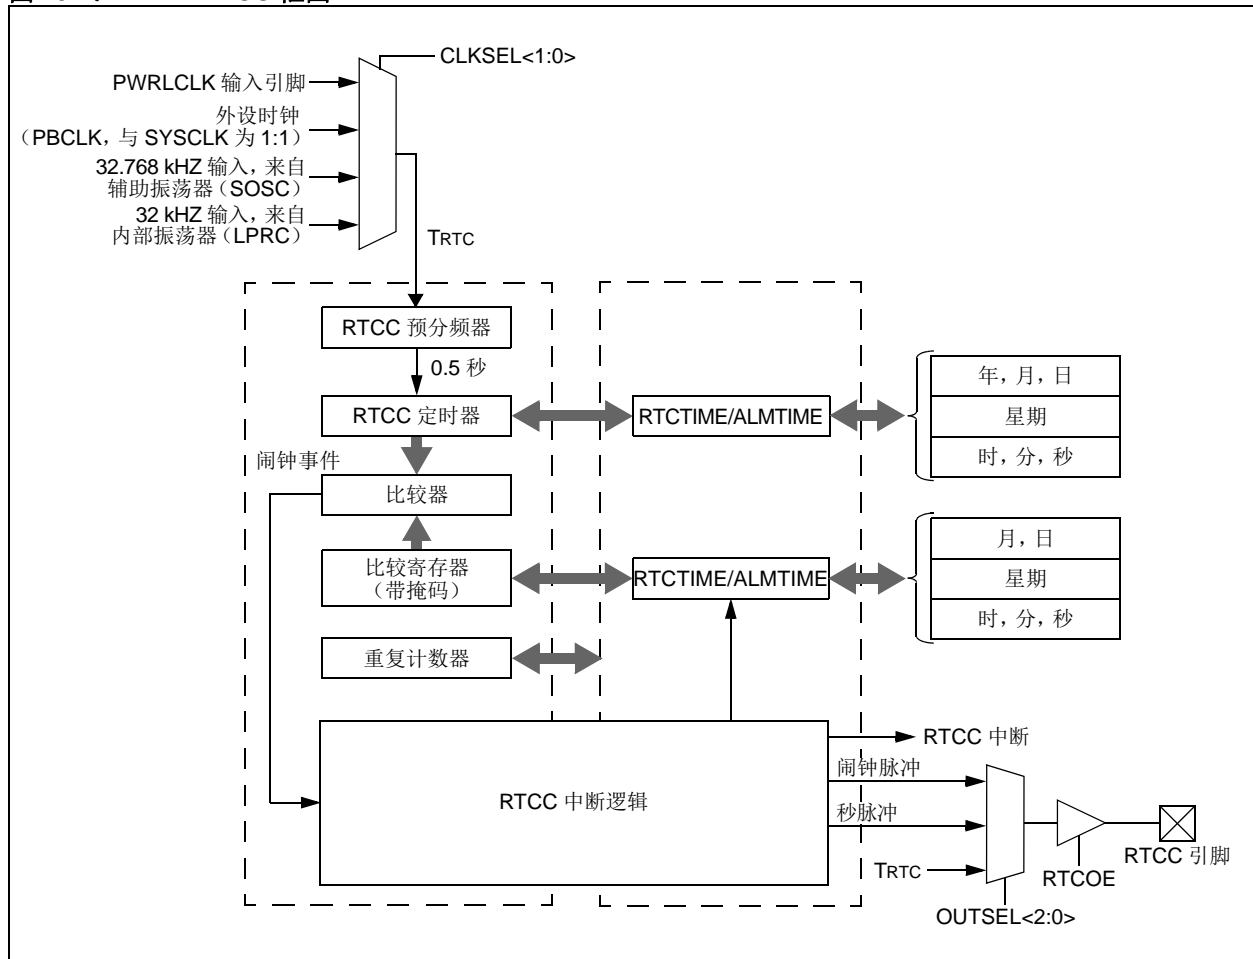 CLKSEL<1:0>
PWRLCLK 输入引脚
外设时钟
（PBCLK，与 SYSCLK 为 1:1）
32.768 kHZ 输入，来自
辅助振荡器（SOSC）
32 kHZ 输入，来自
内部振荡器（LPRC）
TRTC
RTCC 预分频器
0.5 秒
RTCC 定时器
RTCTIME/ALMTIME
年，月，日
星期
时，分，秒
闹钟事件
比较器
比较寄存器
（带掩码）
RTCTIME/ALMTIME
月，日
星期
时，分，秒
重复计数器
RTCC 中断逻辑
RTCC 中断
闹钟脉冲
秒脉冲
TRTC
RTCOE
RTCC 引脚
OUTSEL<2:0>